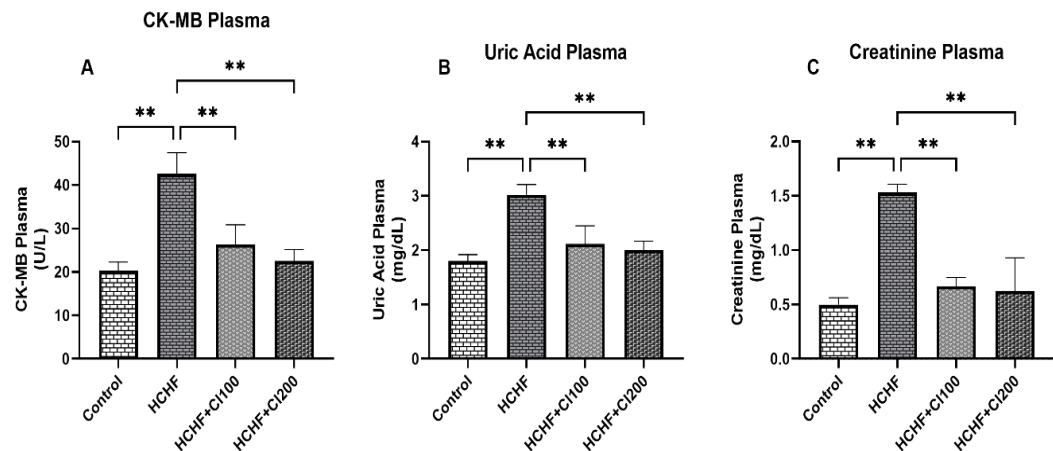 CK-MB Plasma
A
**
**
**
CK-MB Plasma
(U/L)
50
40
30
20
10
0
Control
HCHF
HCHF+CI100
HCHF+CI200
Uric Acid Plasma
B
**
**
**
Uric Acid Plasma
(mg/dL)
4
3
2
1
0
Control
HCHF
HCHF+CI100
HCHF+CI200
Creatinine Plasma
C
**
**
**
Creatinine Plasma
(mg/dL)
2.0
1.5
1.0
0.5
0.0
Control
HCHF
HCHF+CI100
HCHF+CI200